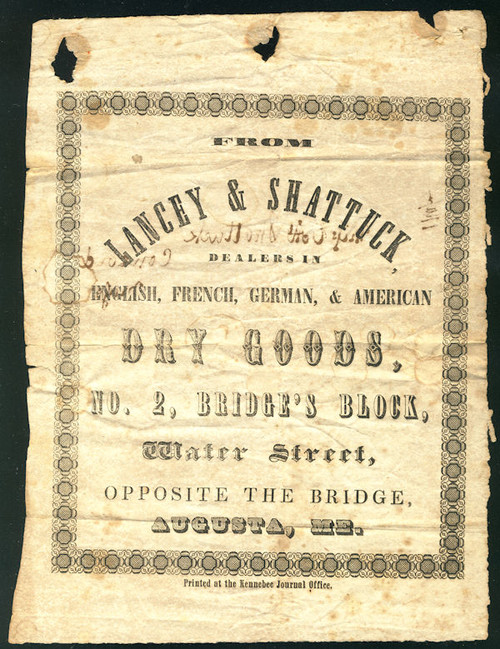 FROM
LANCEY & SHATTUCK,
DEALERS IN
ENGLISH, FRENCH, GERMAN, & AMERICAN
DRY GOODS,
NO. 2, BRIDGE'S BLOCK,
Water Street,
OPPOSITE THE BRIDGE,
AUGUSTA, ME.
Printed at the Kennebec Journal Office.